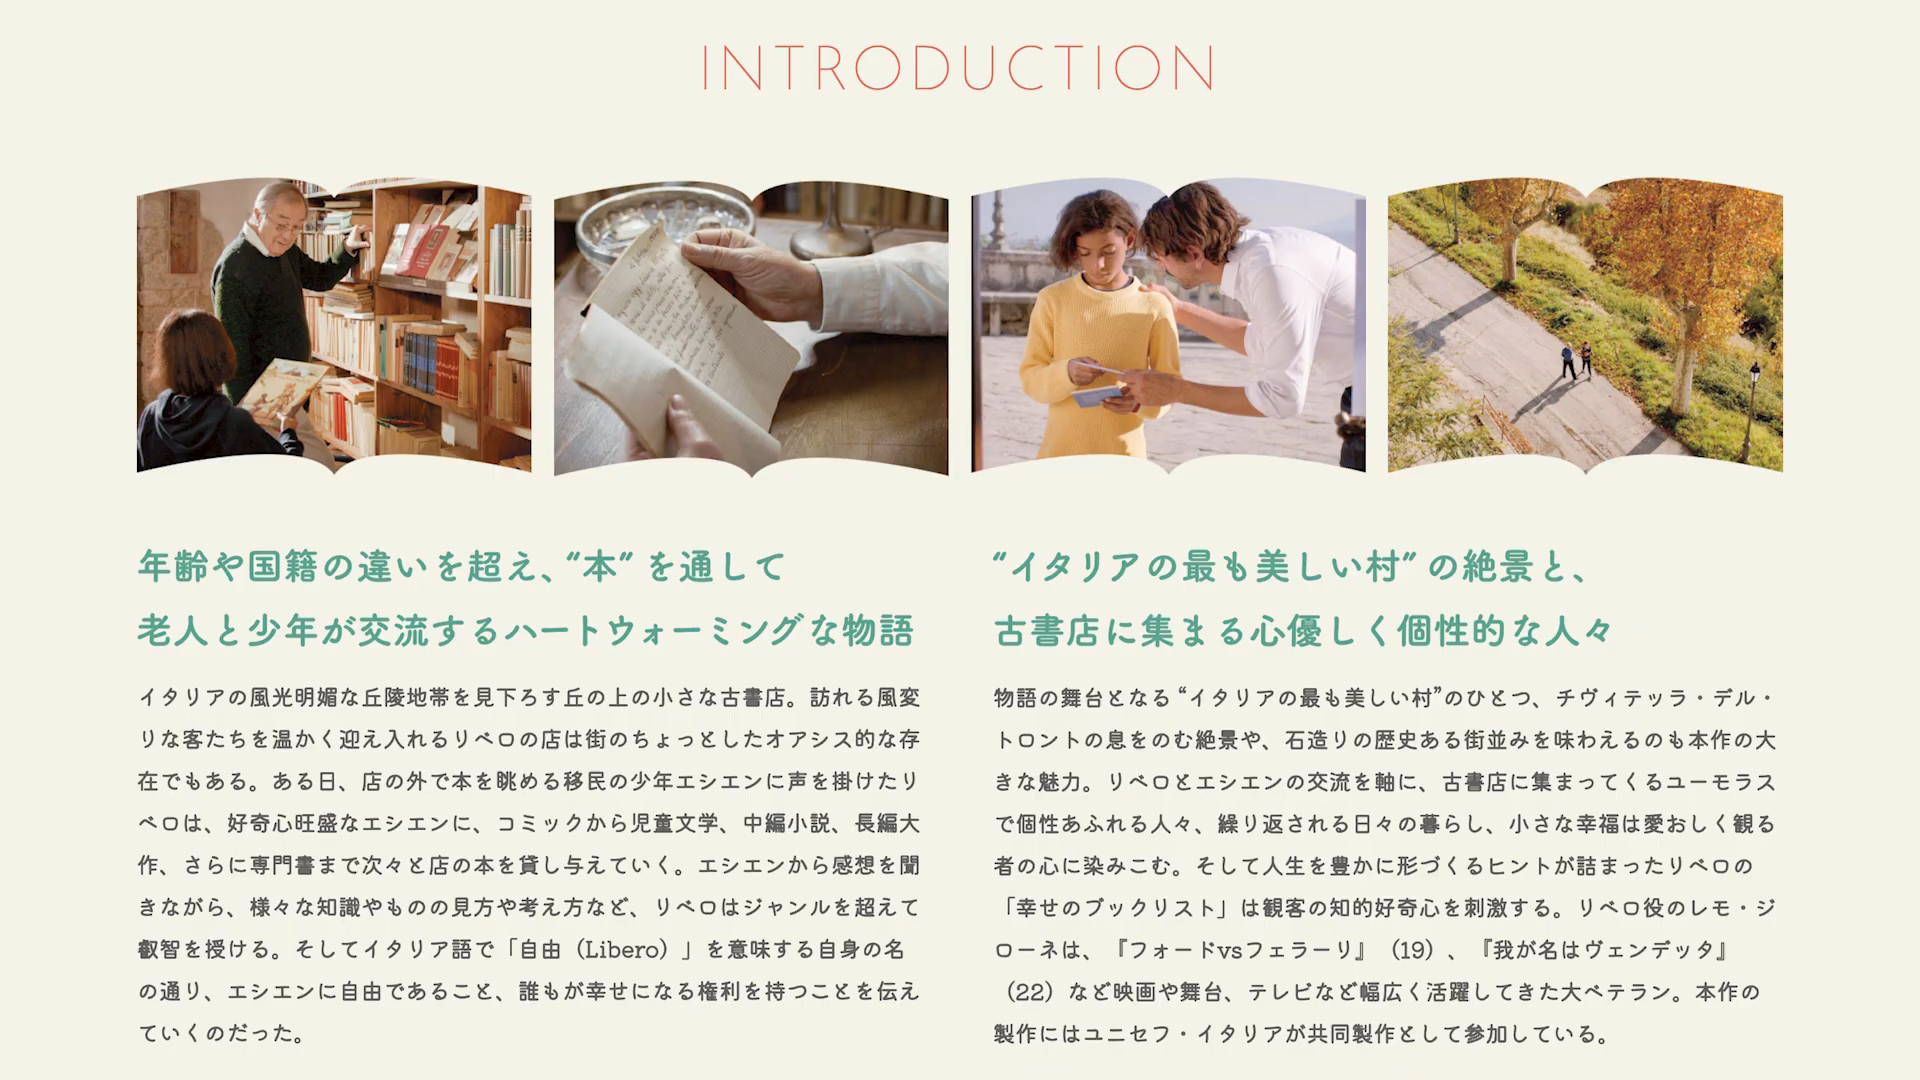 INTRODUCTION
年齢や国籍の違いを超え、“本” を通して
老人と少年が交流するハートウォーミングな物語
イタリアの風光明媚な丘陵地帯を見下ろす丘の上の小さな古書店。訪れる風変
りな客たちを温かく迎え入れるリベロの店は街のちょっとしたオアシス的な存
在でもある。ある日、店の外で本を眺める移民の少年エシエンに声を掛けたリ
ベロは、好奇心旺盛なエシエンに、コミックから児童文学、中編小説、長編大
作、さらに専門書まで次々と店の本を貸し与えていく。エシエンから感想を聞
きながら、様々な知識やものの見方や考え方など、リベロはジャンルを超えて
叡智を授ける。そしてイタリア語で「自由（Libero）」を意味する自身の名
の通り、エシエンに自由であること、誰もが幸せになる権利を持つことを伝え
ていくのだった。
“イタリアの最も美しい村” の絶景と、
古書店に集まる心優しく個性的な人々
物語の舞台となる “イタリアの最も美しい村”のひとつ、チヴィテッラ・デル・
トロントの息をのむ絶景や、石造りの歴史ある街並みを味わえるのも本作の大
きな魅力。リベロとエシエンの交流を軸に、古書店に集まってくるユーモラス
で個性あふれる人々、繰り返される日々の暮らし、小さな幸福は愛おしく観る
者の心に染みこむ。そして人生を豊かに形づくるヒントが詰まったリベロの
「幸せのブックリスト」は観客の知的好奇心を刺激する。リベロ役のレモ・ジ
ローネは、『フォードvsフェラーリ』（19）、『我が名はヴェンデッタ』
（22）など映画や舞台、テレビなど幅広く活躍してきた大ベテラン。本作の
製作にはユニセフ・イタリアが共同製作として参加している。